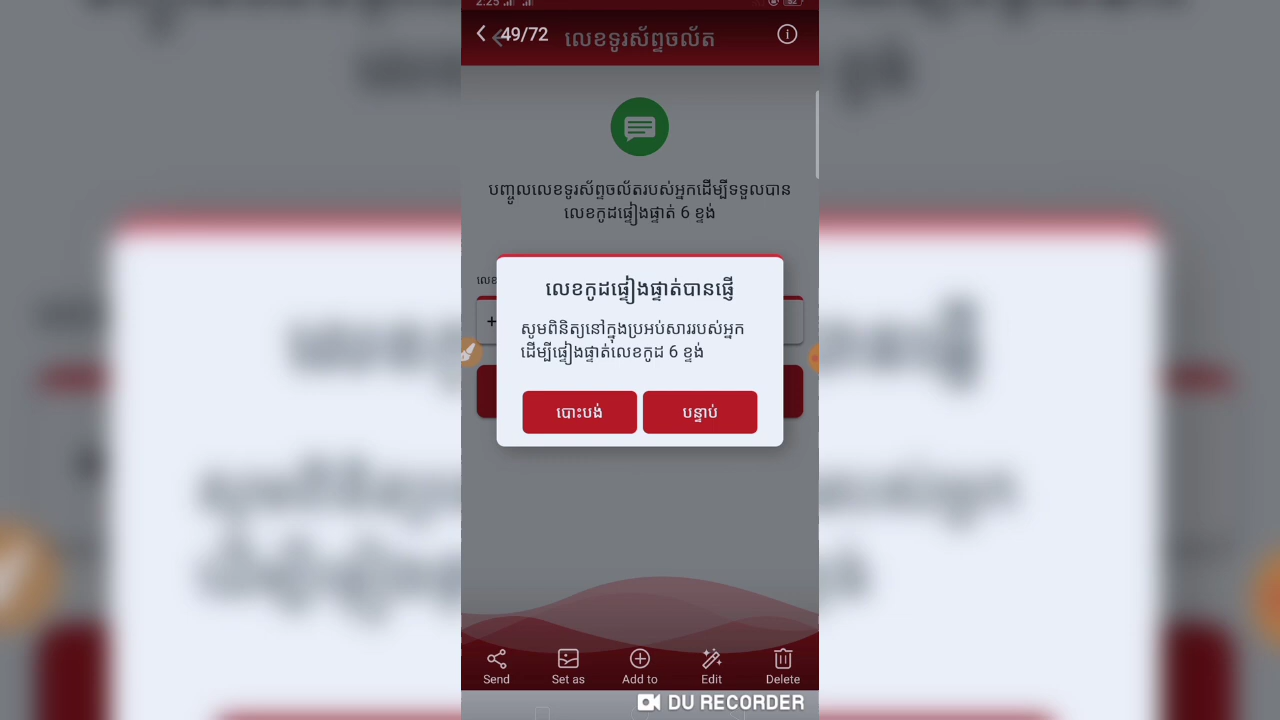 2:25
49/72
លេខទូរស័ព្ទចល័ត
បញ្ចូលលេខទូរស័ព្ទចល័តរបស់អ្នកដើម្បីទទួលបាន
លេខកូដផ្ទៀងផ្ទាត់ 6 ខ្ទង់
លេខ
+
លេខកូដផ្ទៀងផ្ទាត់បានផ្ញើ
សូមពិនិត្យនៅក្នុងប្រអប់សាររបស់អ្នក
ដើម្បីផ្ទៀងផ្ទាត់លេខកូដ 6 ខ្ទង់
បោះបង់ បន្ទាប់
Send Set as Add to Edit Delete
DU RECORDER